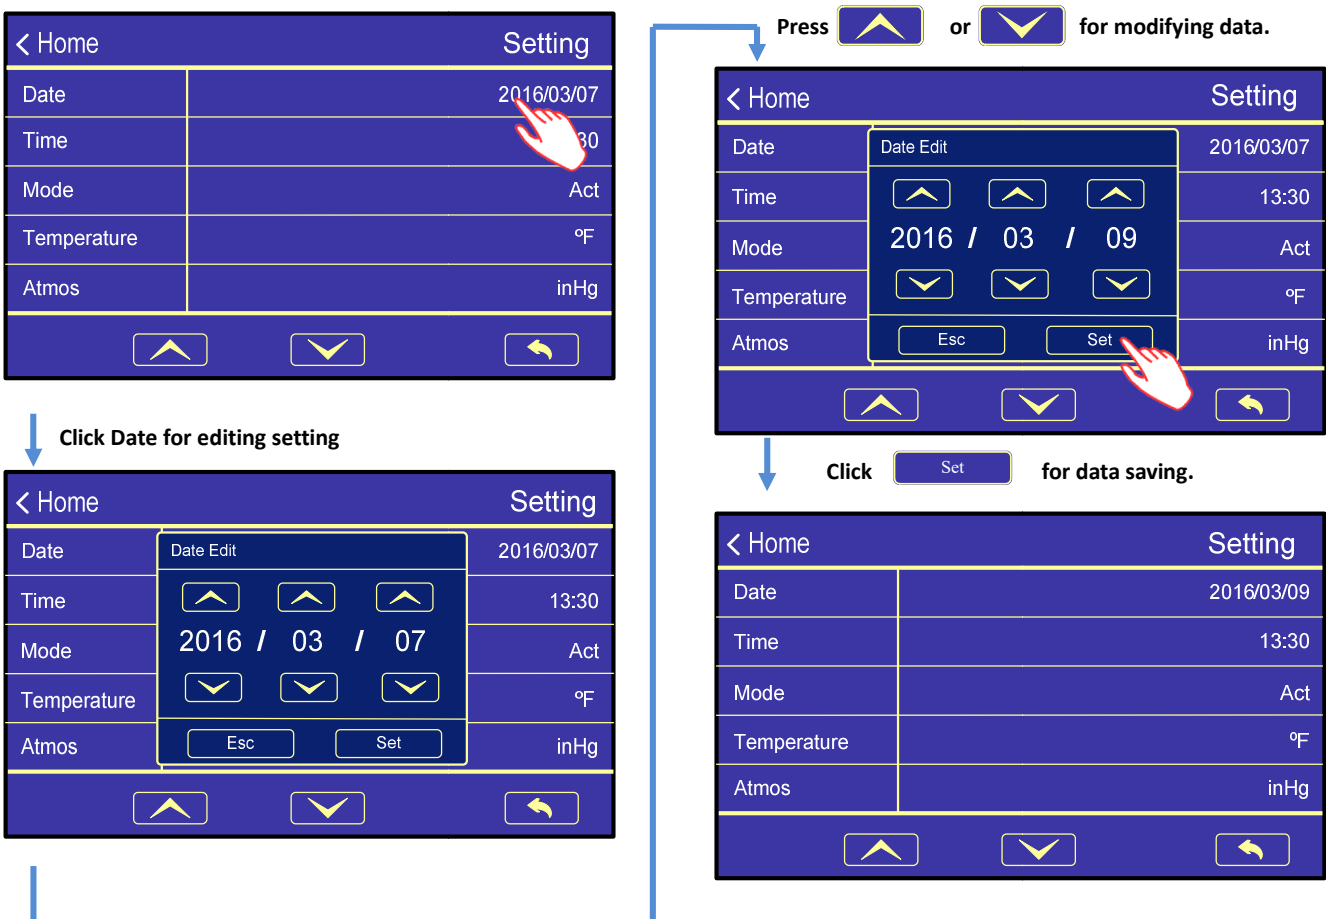 Home Setting
Date 2016/03/07
Time 30
Mode Act
Temperature ºF
Atmos inHg
Click Date for editing setting
Home Setting
Date Date Edit 2016/03/07
Time 13:30
2016 / 03 / 07
Mode Act
Temperature ºF
Esc Set
Atmos inHg
Press or for modifying data.
Home Setting
Date Date Edit 2016/03/07
Time 13:30
2016 / 03 / 09
Mode Act
Temperature ºF
Esc Set
Atmos inHg
Click Set for data saving.
Home Setting
Date 2016/03/09
Time 13:30
Mode Act
Temperature ºF
Atmos inHg